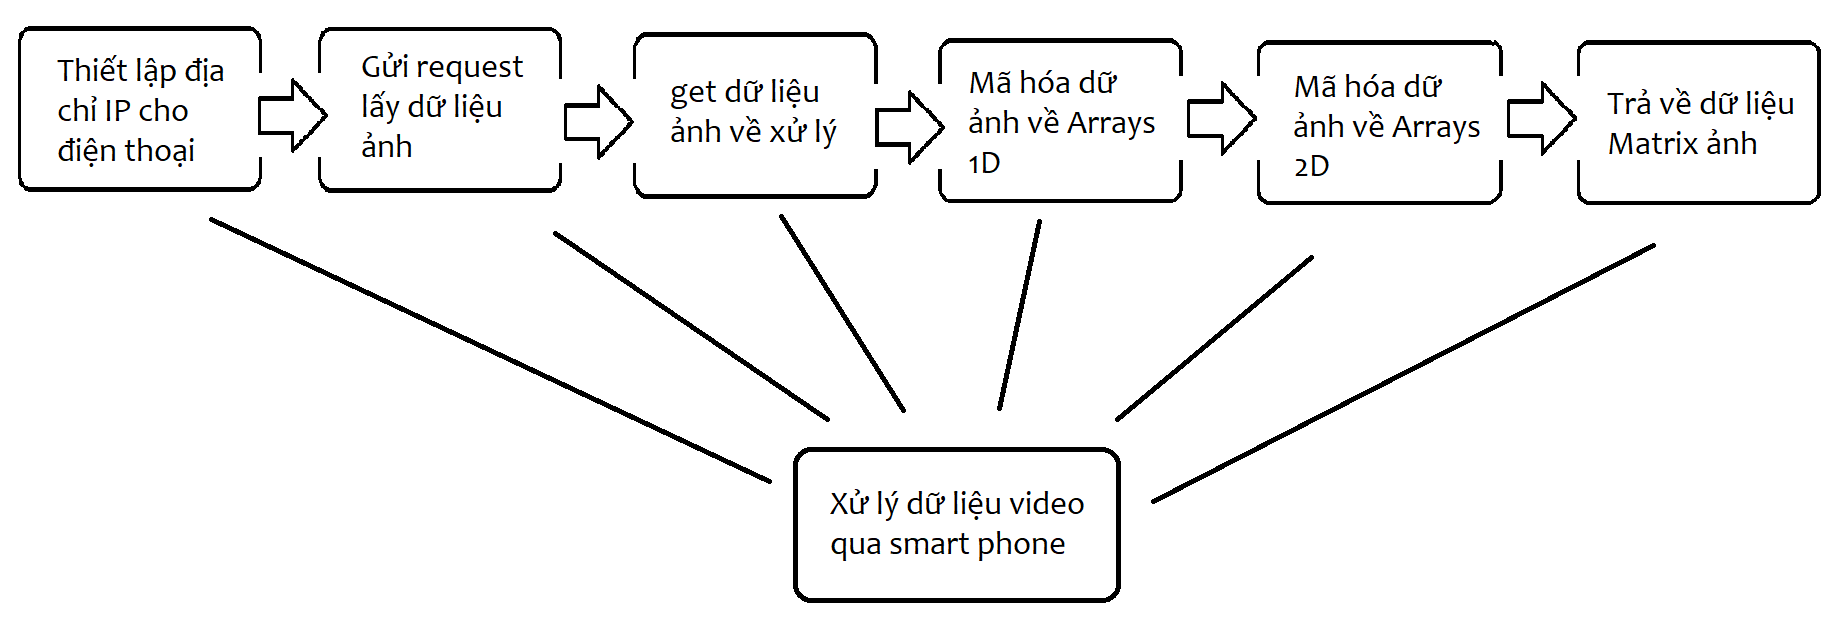 Thiết lập địa
chỉ IP cho
điện thoại
Gửi request
lấy dữ liệu
ảnh
get dữ liệu
ảnh về xử lý
Mã hóa dữ
ảnh về Arrays
1D
Mã hóa dữ
ảnh về Arrays
2D
Trả về dữ liệu
Matrix ảnh
Xử lý dữ liệu video
qua smart phone